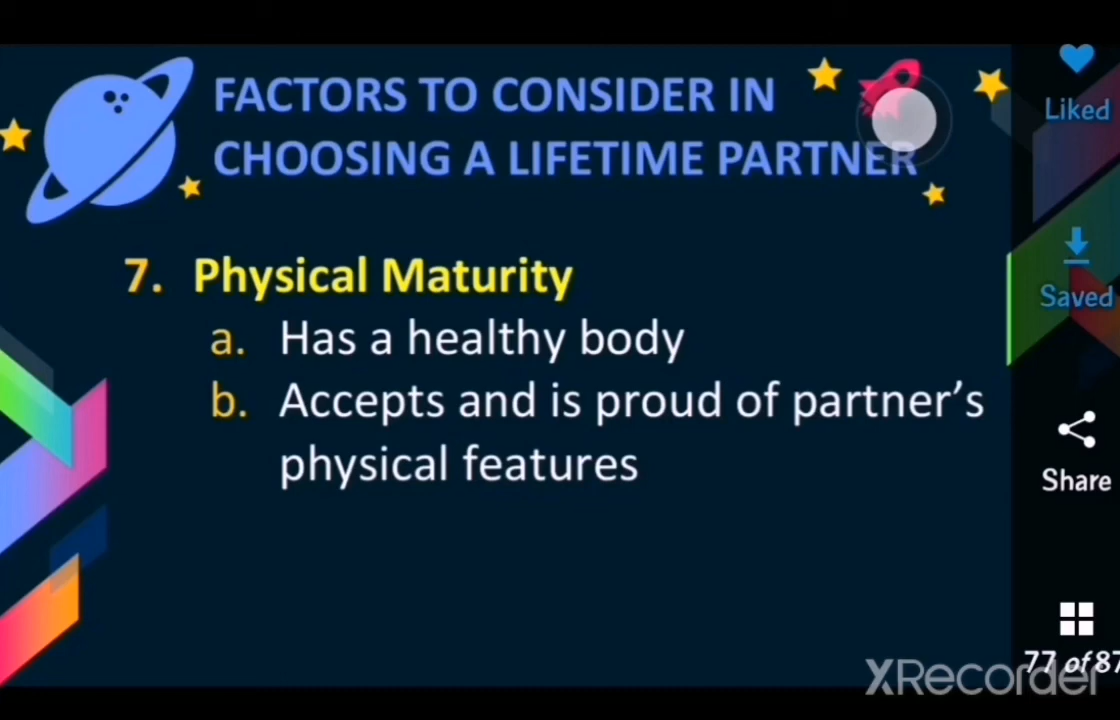 FACTORS TO CONSIDER IN
CHOOSING A LIFETIME PARTNER
7. Physical Maturity
a. Has a healthy body
b. Accepts and is proud of partner's
physical features
Liked
Saved
Share
77 of 87
XRecorder